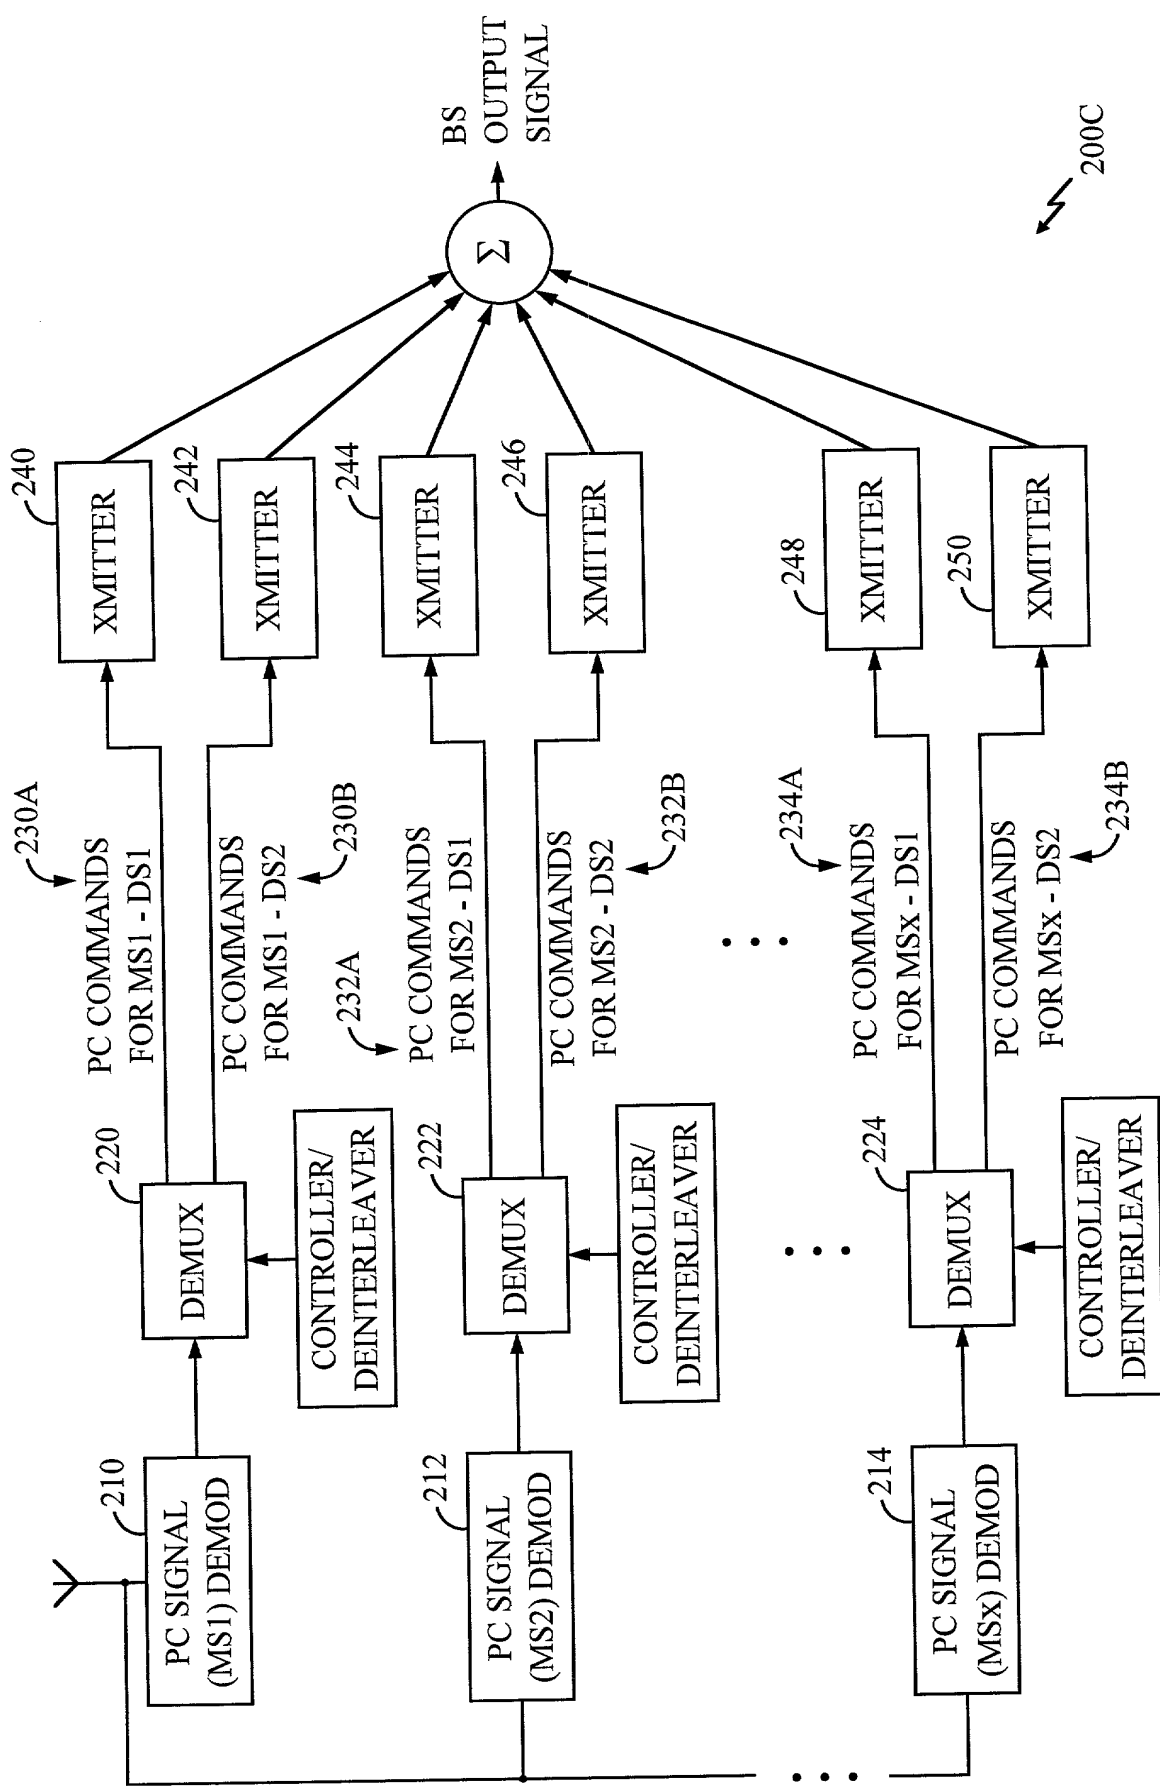 210
PC SIGNAL
(MS1) DEMOD
220
DEMUX
CONTROLLER/
DEINTERLEAVER
230A
PC COMMANDS
FOR MS1 - DS1
PC COMMANDS
FOR MS1 - DS2
230B
240
XMITTER
242
XMITTER
212
PC SIGNAL
(MS2) DEMOD
222
DEMUX
CONTROLLER/
DEINTERLEAVER
232A
PC COMMANDS
FOR MS2 - DS1
PC COMMANDS
FOR MS2 - DS2
232B
244
XMITTER
246
XMITTER
• • •
• • •
• • •
214
PC SIGNAL
(MSx) DEMOD
224
DEMUX
CONTROLLER/
DEINTERLEAVER
234A
PC COMMANDS
FOR MSx - DS1
PC COMMANDS
FOR MSx - DS2
234B
248
XMITTER
250
XMITTER
Σ
BS
OUTPUT
SIGNAL
200C